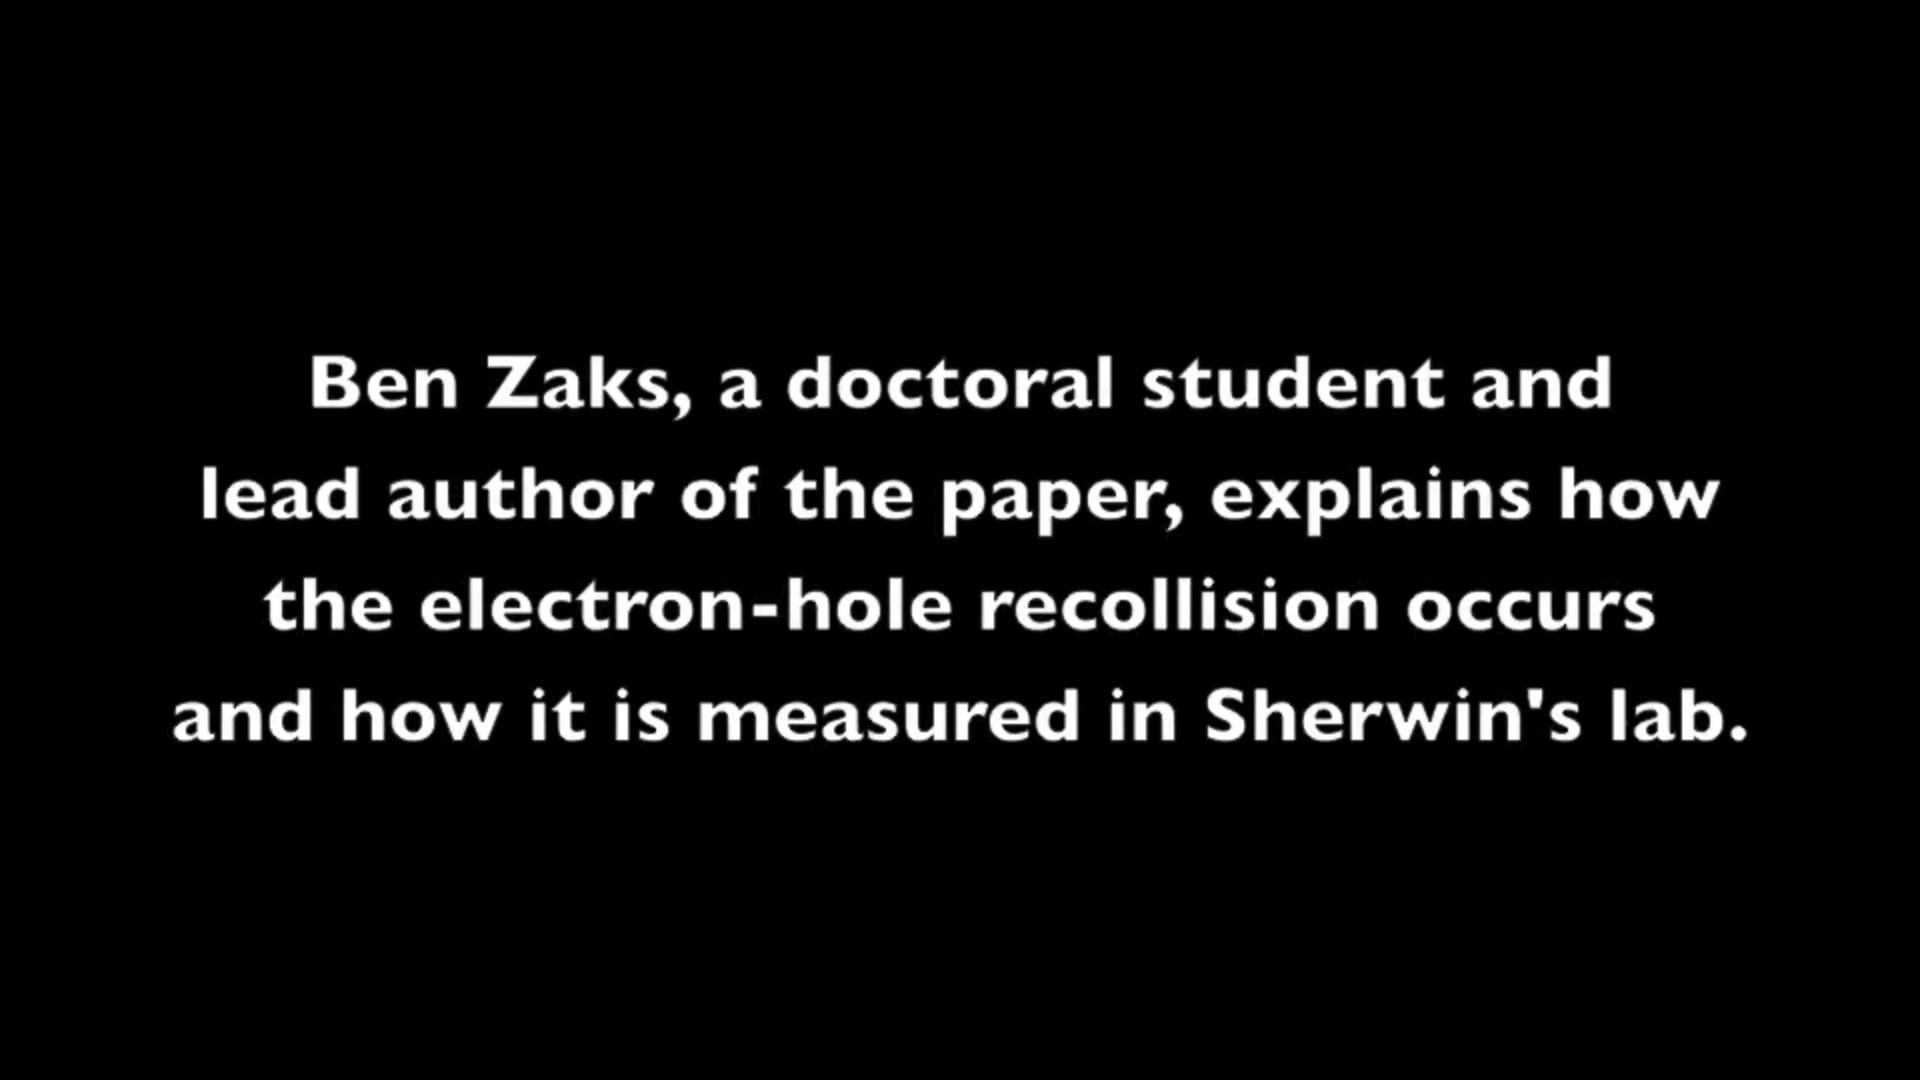 Ben Zaks, a doctoral student and
lead author of the paper, explains how
the electron-hole recollision occurs
and how it is measured in Sherwin's lab.